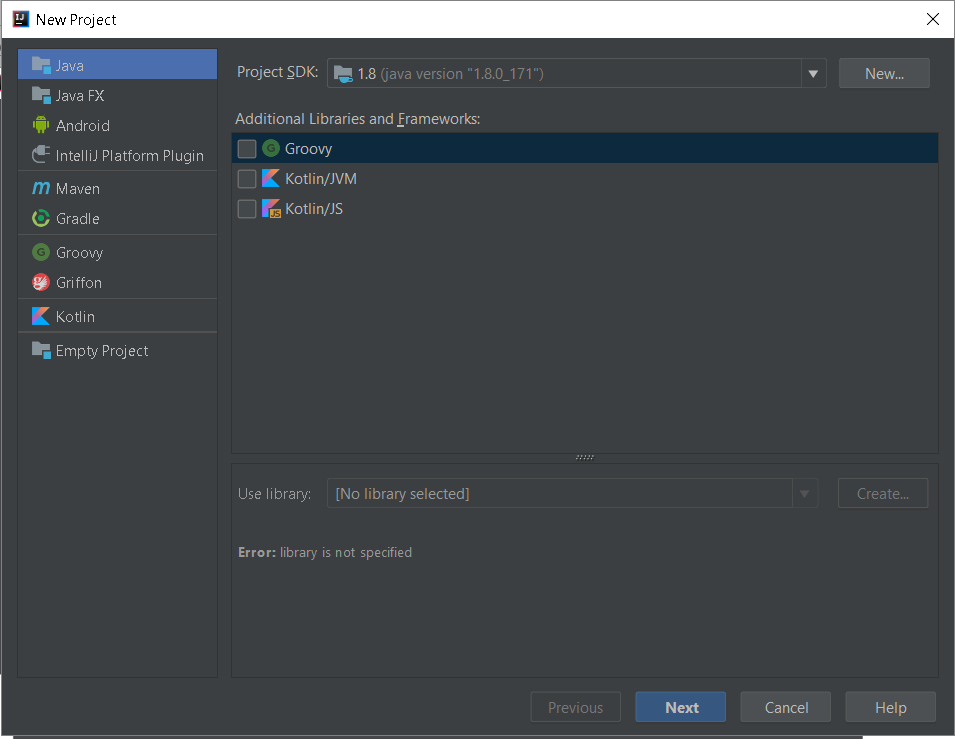 New Project
Java
Java FX
Android
IntelliJ Platform Plugin
Maven
Gradle
Groovy
Griffon
Kotlin
Empty Project
Project SDK: 1.8 (java version "1.8.0_171") New...
Additional Libraries and Frameworks:
Groovy
Kotlin/JVM
Kotlin/JS
Use library: [No library selected] Create...
Error: library is not specified
Previous Next Cancel Help